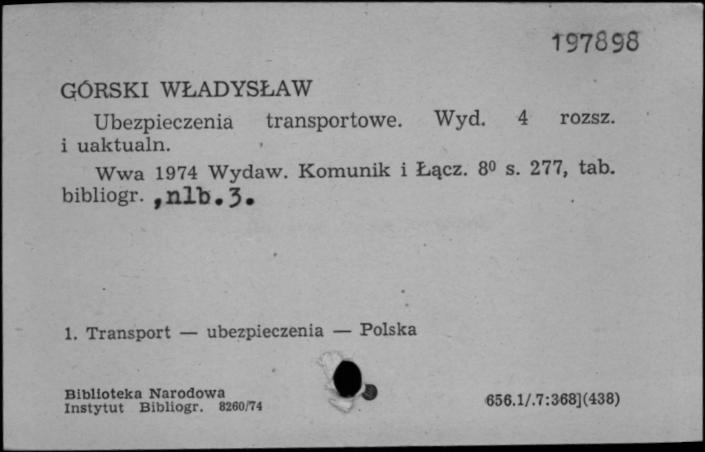 197898
GÓRSKI WŁADYSŁAW
Ubezpieczenia transportowe. Wyd. 4 rozsz.
i uaktualn.
Wwa 1974 Wydaw. Komunik i Łącz. 8⁰ s. 277, tab.
bibliogr. ,nlb.3.
1. Transport — ubezpieczenia — Polska
Biblioteka Narodowa
Instytut Bibliogr. 8260/74
656.1/.7:368](438)